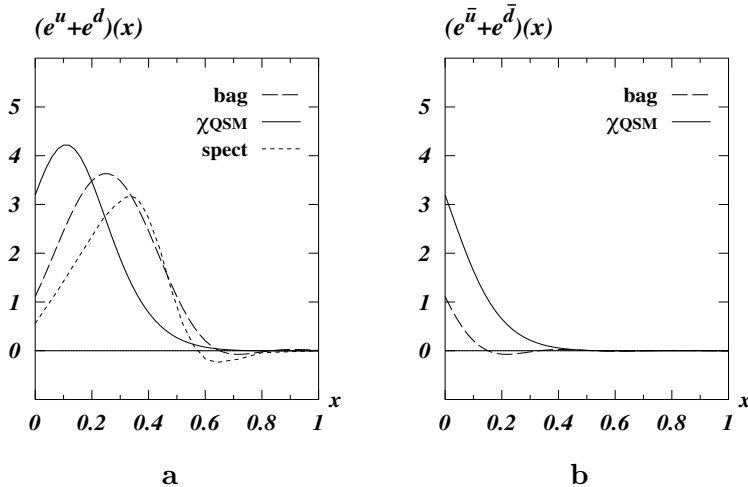 (e^u+e^d)(x)
5
4
3
2
1
0
bag
χQSM
spect
x
0 0.2 0.4 0.6 0.8 1
a
(e^ū+e^d̄)(x)
5
4
3
2
1
0
bag
χQSM
x
0 0.2 0.4 0.6 0.8 1
b